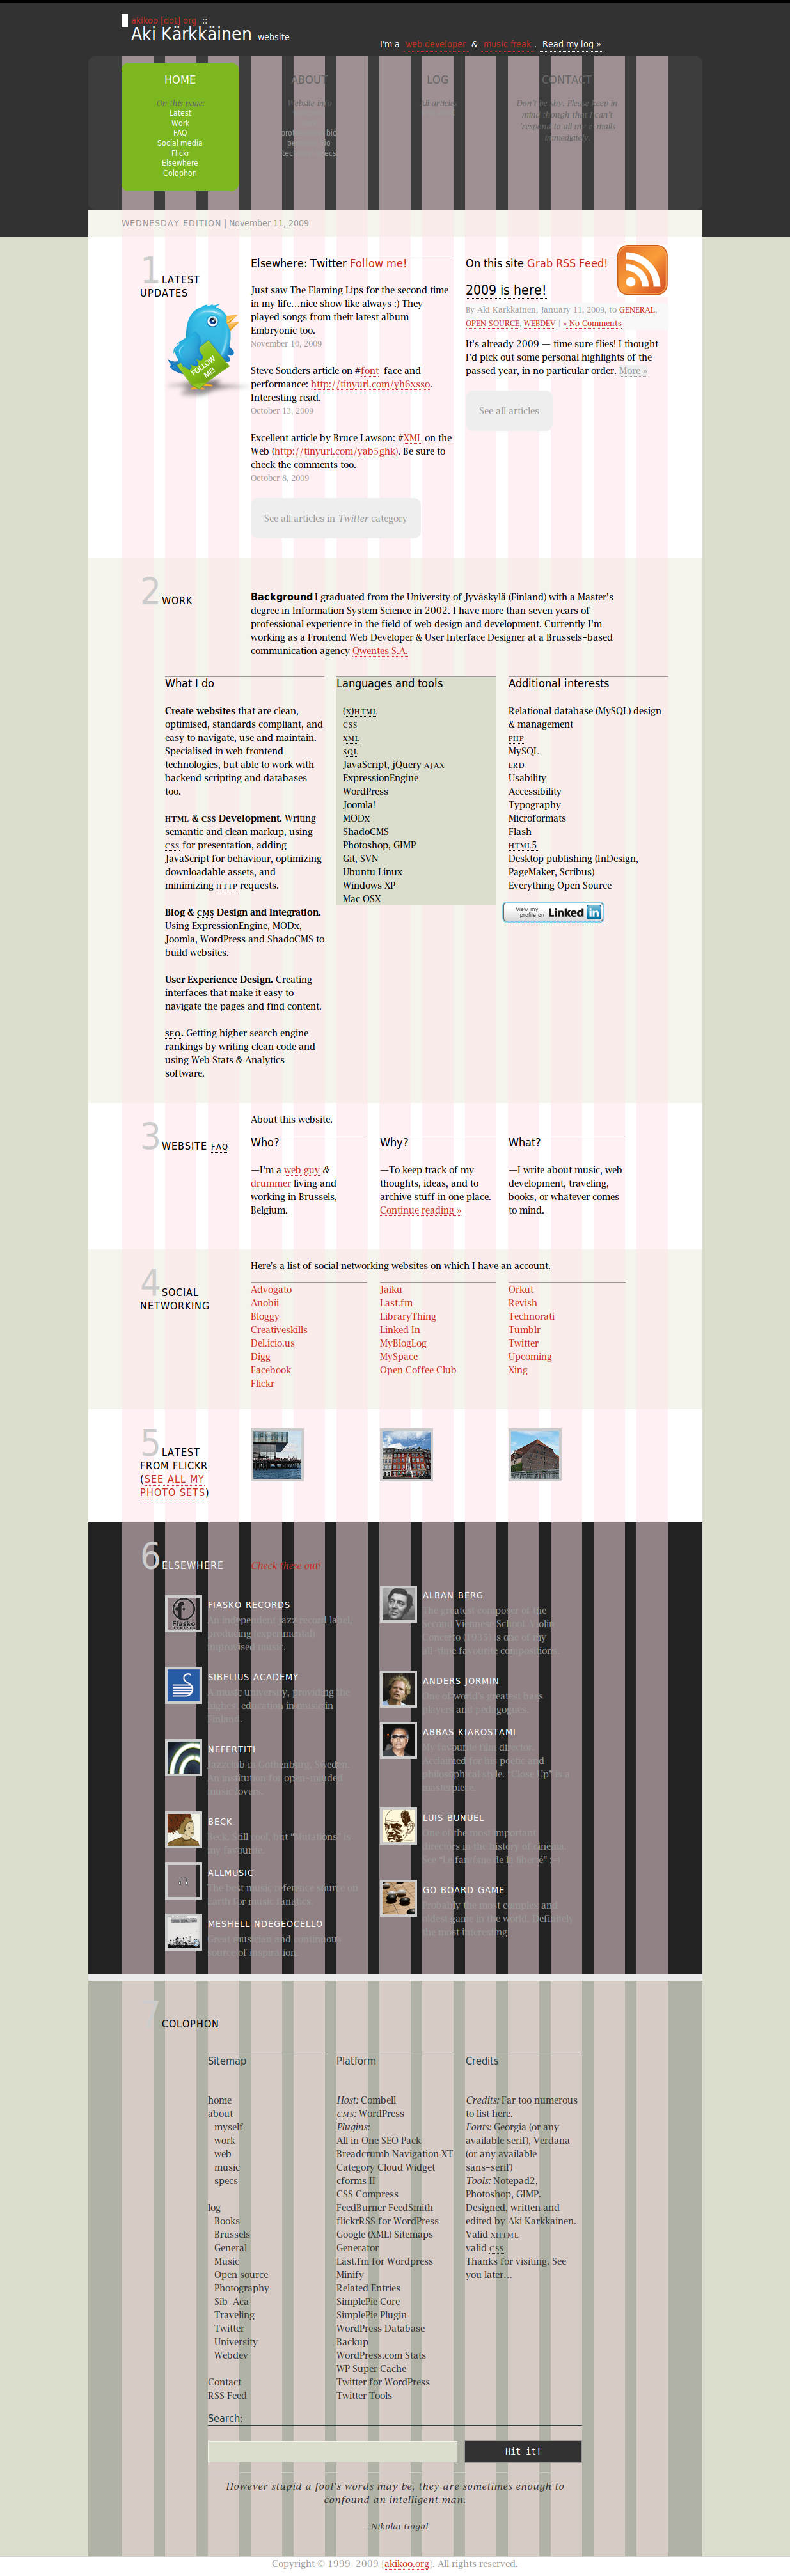 akikoo [dot] org ::
Aki Kärkkäinen website
I'm a web developer & music freak . Read my log »
HOME
On this page:
Latest
Work
FAQ
Social media
Flickr
Elsewhere
Colophon
ABOUT
Website info
professional bio
personal bio
tech specs
LOG
All articles
CONTACT
Don't be shy. Please keep in
mind though that I can't
respond to all my e-mails
immediately.
WEDNESDAY EDITION | November 11, 2009
1 LATEST
UPDATES
FOLLOW
ME!
Elsewhere: Twitter Follow me!
Just saw The Flaming Lips for the second time
in my life...nice show like always :) They
played songs from their latest album
Embryonic too.
November 10, 2009
Steve Souders article on #font-face and
performance: http://tinyurl.com/yh6xsso.
Interesting read.
October 13, 2009
Excellent article by Bruce Lawson: #XML on the
Web (http://tinyurl.com/yab5ghk). Be sure to
check the comments too.
October 8, 2009
See all articles in Twitter category
On this site Grab RSS Feed!
2009 is here!
By Aki Karkkainen, January 11, 2009, to GENERAL,
OPEN SOURCE, WEBDEV | » No Comments
It's already 2009 — time sure flies! I thought
I'd pick out some personal highlights of the
past year, in no particular order. More »
See all articles
2 WORK
Background I graduated from the University of Jyväskylä (Finland) with a Master's
degree in Information System Science in 2002. I have more than seven years of
professional experience in the field of web design and development. Currently I'm
working as a Frontend Web Developer & User Interface Designer at a Brussels-based
communication agency Qwentes S.A.
What I do
Create websites that are clean,
optimised, standards compliant, and
easy to navigate, use and maintain.
Specialised in web frontend
technologies, but able to work with
backend scripting and databases
too.
HTML & CSS Development. Writing
semantic and clean markup, using
CSS for presentation, adding
JavaScript for behaviour, optimizing
downloadable assets, and
minimizing HTTP requests.
Blog & CMS Design and Integration.
Using ExpressionEngine, MODx,
Joomla, WordPress and ShadoCMS to
build websites.
User Experience Design. Creating
interfaces that make it easy to
navigate the pages and find content.
SEO. Getting higher search engine
rankings by writing clean code and
using Web Stats & Analytics
software.
Languages and tools
(X)HTML
CSS
XML
SQL
JavaScript, jQuery AJAX
ExpressionEngine
WordPress
Joomla!
MODx
ShadoCMS
Photoshop, GIMP
Git, SVN
Ubuntu Linux
Windows XP
Mac OSX
Additional interests
Relational database (MySQL) design
& management
PHP
MySQL
ERD
Usability
Accessibility
Typography
Microformats
Flash
HTML5
Desktop publishing (InDesign,
PageMaker, Scribus)
Everything Open Source
View my
profile on Linked in
3 WEBSITE FAQ
About this website.
Who?
—I'm a web guy &
drummer living and
working in Brussels,
Belgium.
Why?
—To keep track of my
thoughts, ideas, and to
archive stuff in one place.
Continue reading »
What?
—I write about music, web
development, traveling,
books, or whatever comes
to mind.
4 SOCIAL
NETWORKING
Here's a list of social networking websites on which I have an account.
Advogato
Anobii
Bloggy
Creativeskills
Del.icio.us
Digg
Facebook
Flickr
Jaiku
Last.fm
LibraryThing
Linked In
MyBlogLog
MySpace
Open Coffee Club
Orkut
Revish
Technorati
Tumblr
Twitter
Upcoming
Xing
5 LATEST
FROM FLICKR
(SEE ALL MY
PHOTO SETS)
6 ELSEWHERE
Check these out!
Fiasko
FIASKO RECORDS
An independent jazz record label,
producing (experimental)
improvised music.
SIBELIUS ACADEMY
A music university, providing the
highest education in music in
Finland.
NEFERTITI
Jazzclub in Gothenburg, Sweden.
An institution for open-minded
music lovers.
BECK
Beck. Still cool, but "Mutations" is
my favourite.
ALLMUSIC
The best music reference source on
Earth for music fanatics.
MESHELL NDEGEOCELLO
Great musician and continuous
source of inspiration.
ALBAN BERG
The greatest composer of the
Second Viennese School. Violin
Concerto (1935) is one of my
all-time favourite compositions.
ANDERS JORMIN
One of world's greatest bass
players and pedagogues.
ABBAS KIAROSTAMI
My favourite film director.
Acclaimed for his poetic and
philosophical style. "Close Up" is a
masterpiece.
LUIS BUÑUEL
One of the most important
directors in the history of cinema.
See "Le fantôme de la liberté" :-)
GO BOARD GAME
Probably the most complex and
oldest game in the world. Definitely
the most interesting.
7 COLOPHON
Sitemap
home
about
myself
work
web
music
specs
log
Books
Brussels
General
Music
Open source
Photography
Sib-Aca
Traveling
Twitter
University
Webdev
Contact
RSS Feed
Platform
Host: Combell
CMS: WordPress
Plugins:
All in One SEO Pack
Breadcrumb Navigation XT
Category Cloud Widget
cforms II
CSS Compress
FeedBurner FeedSmith
flickrRSS for WordPress
Google (XML) Sitemaps
Generator
Last.fm for Wordpress
Minify
Related Entries
SimplePie Core
SimplePie Plugin
WordPress Database
Backup
WordPress.com Stats
WP Super Cache
Twitter for WordPress
Twitter Tools
Credits
Credits: Far too numerous
to list here.
Fonts: Georgia (or any
available serif), Verdana
(or any available
sans-serif)
Tools: Notepad2,
Photoshop, GIMP.
Designed, written and
edited by Aki Karkkainen.
Valid XHTML
valid CSS
Thanks for visiting. See
you later...
Search:
Hit it!
However stupid a fool's words may be, they are sometimes enough to
confound an intelligent man.
—Nikolai Gogol
Copyright © 1999-2009 [akikoo.org]. All rights reserved.